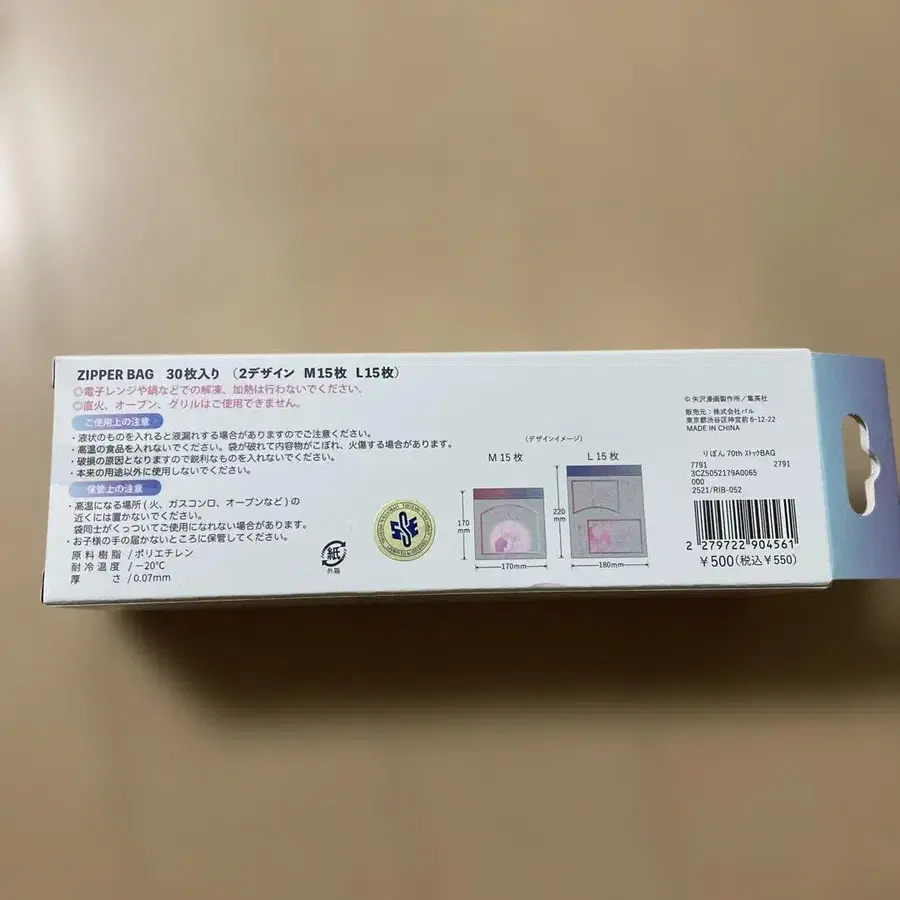 ZIPPER BAG 30枚入り (2デザイン M15枚 L15枚)
◎電子レンジや鍋などでの解凍、加熱は行わないでください。
◎直火、オーブン、グリルはご使用できません。
ご使用上の注意
・液状のものを入れると液漏れする場合がありますのでご注意ください。
・高温の食品を入れないでください。袋が破れて内容物がこぼれ、火傷する場合があります。
・破損の原因となりますので鋭利なものを入れないでください。
・本来の用途以外に使用しないでください。
保管上の注意
・高温になる場所(火、ガスコンロ、オーブンなど)の
近くには置かないでください。
袋同士がくっついてご使用になれない場合があります。
・お子様の手の届かないところに保管してください。
原料樹脂/ポリエチレン
耐冷温度/−20℃
厚さ/0.07mm
紙
外箱
(デザインイメージ)
M 15 枚
L 15 枚
170
mm
170mm
220
mm
180mm
© 矢沢漫画製作所/集英社
販売元:株式会社パル
東京都渋谷区神宮前 6-12-22
MADE IN CHINA
りぼん 70th ストックBAG
7791 2791
3CZ5052179A0065
000
2521/RIB-052
2 279722 904561
¥500(税込¥550)